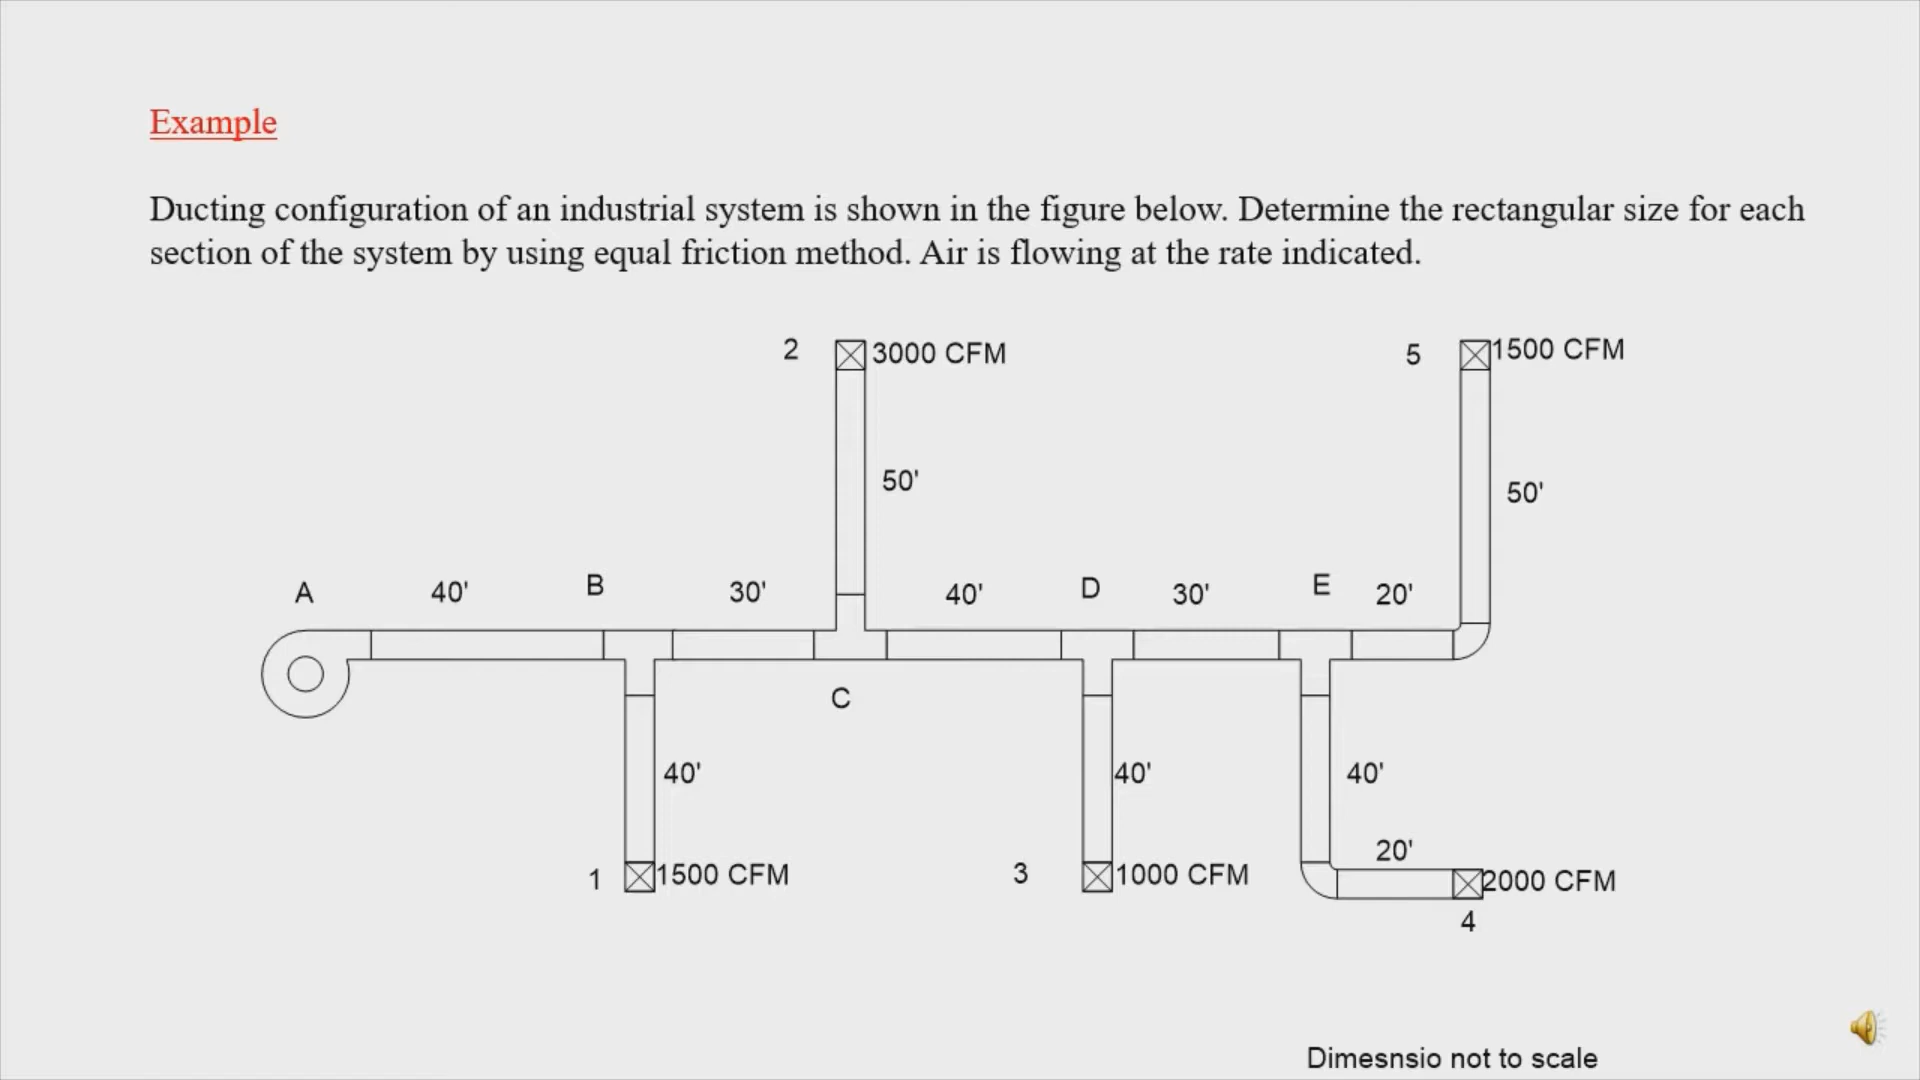 Example
Ducting configuration of an industrial system is shown in the figure below. Determine the rectangular size for each
section of the system by using equal friction method. Air is flowing at the rate indicated.
2 3000 CFM 5 1500 CFM
50' 50'
A 40' B 30' 40' D 30' E 20'
C
40' 40' 40'
20'
1 1500 CFM 3 1000 CFM 2000 CFM
4
Dimesnsio not to scale